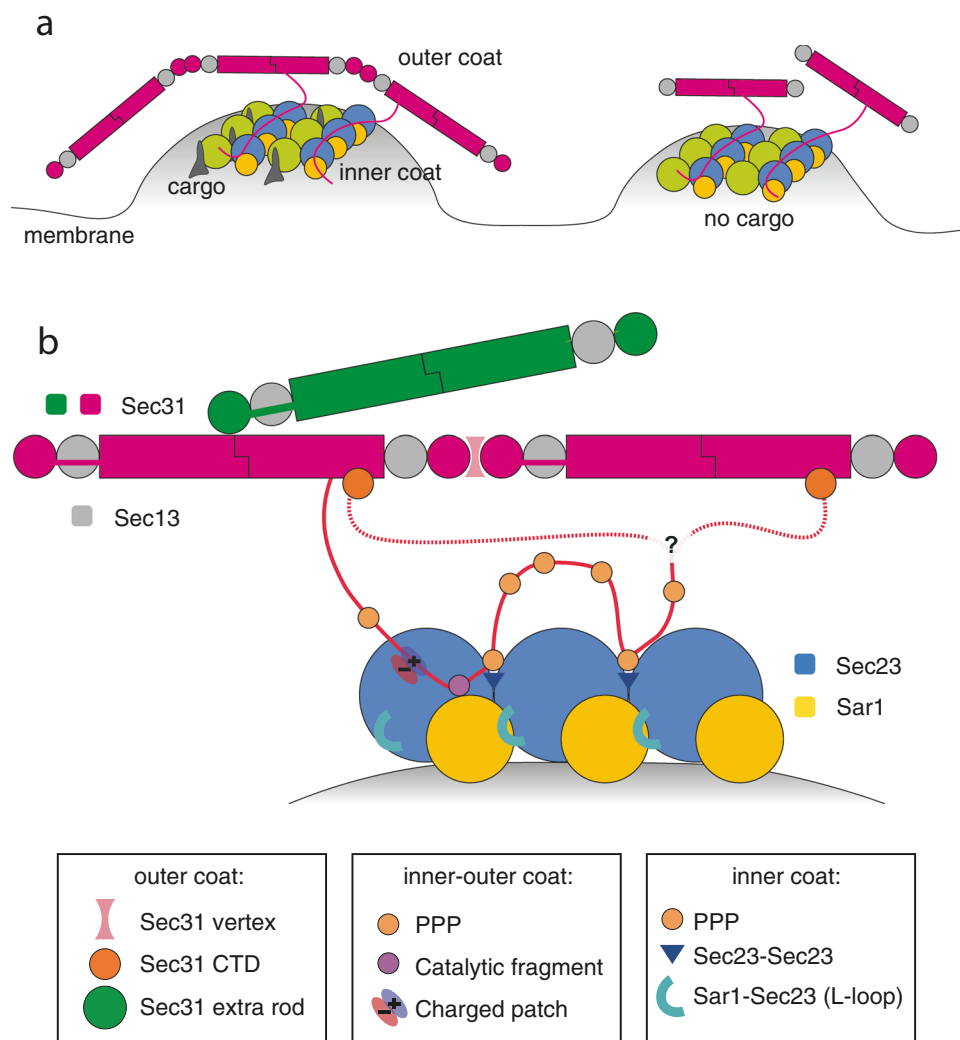 a
outer coat
cargo
inner coat
membrane
no cargo
b
Sec31
Sec13
?
− +
Sec23
Sar1
outer coat:
Sec31 vertex
Sec31 CTD
Sec31 extra rod
inner-outer coat:
PPP
Catalytic fragment
− + Charged patch
inner coat:
PPP
Sec23-Sec23
Sar1-Sec23 (L-loop)